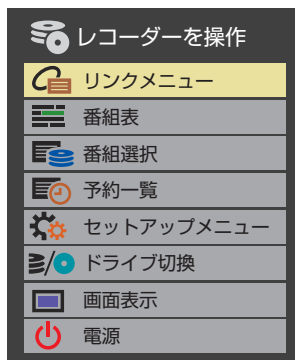 レコーダーを操作
リンクメニュー
番組表
番組選択
予約一覧
セットアップメニュー
ドライブ切換
画面表示
電源